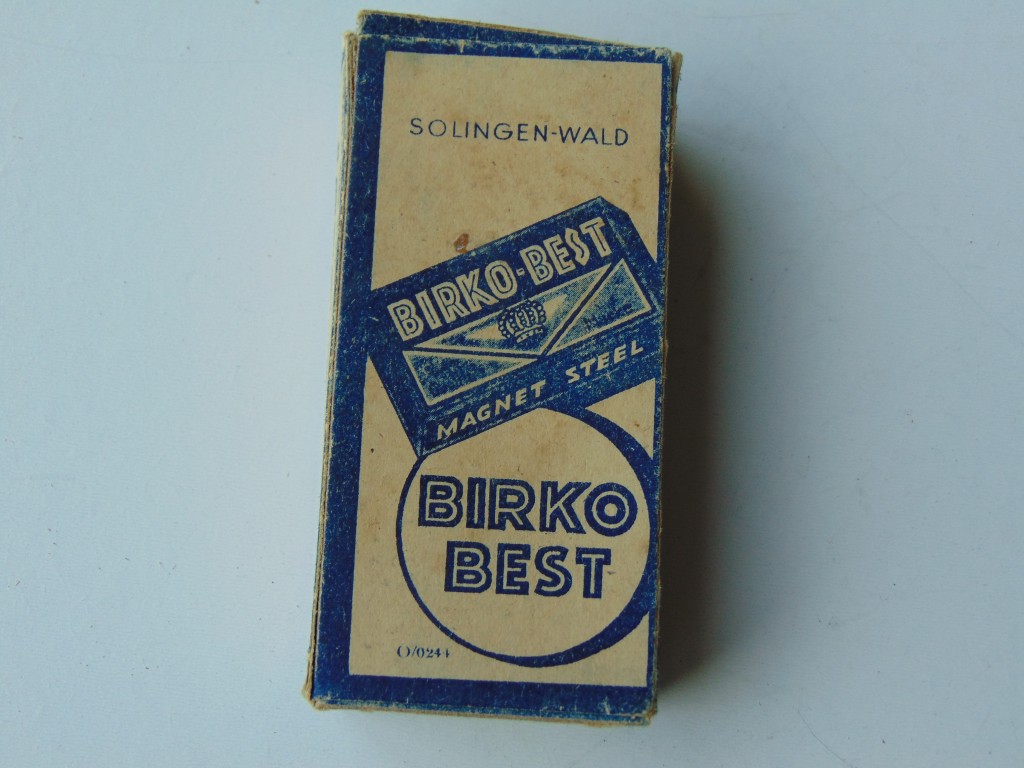 SOLINGEN-WALD
BIRKO-BEST
MAGNET STEEL
BIRKO
BEST
O/0244